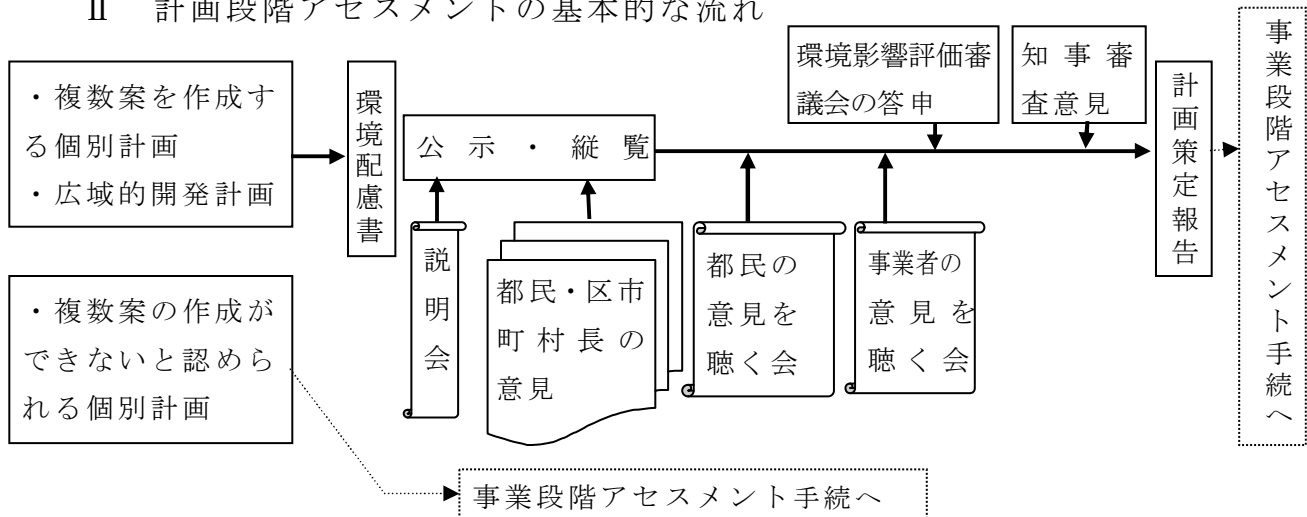 Ⅱ 計画段階アセスメントの基本的な流れ
・複数案を作成す
る個別計画
・広域的開発計画
環境配慮書
公示・縦覧
説明会
都民・区市
町村長の
意見
都民の
意見を
聴く会
事業者の
意見を
聴く会
環境影響評価審
議会の答申
知事審
査意見
計画策定報告
事業段階アセスメント手続へ
・複数案の作成が
できないと認めら
れる個別計画
事業段階アセスメント手続へ